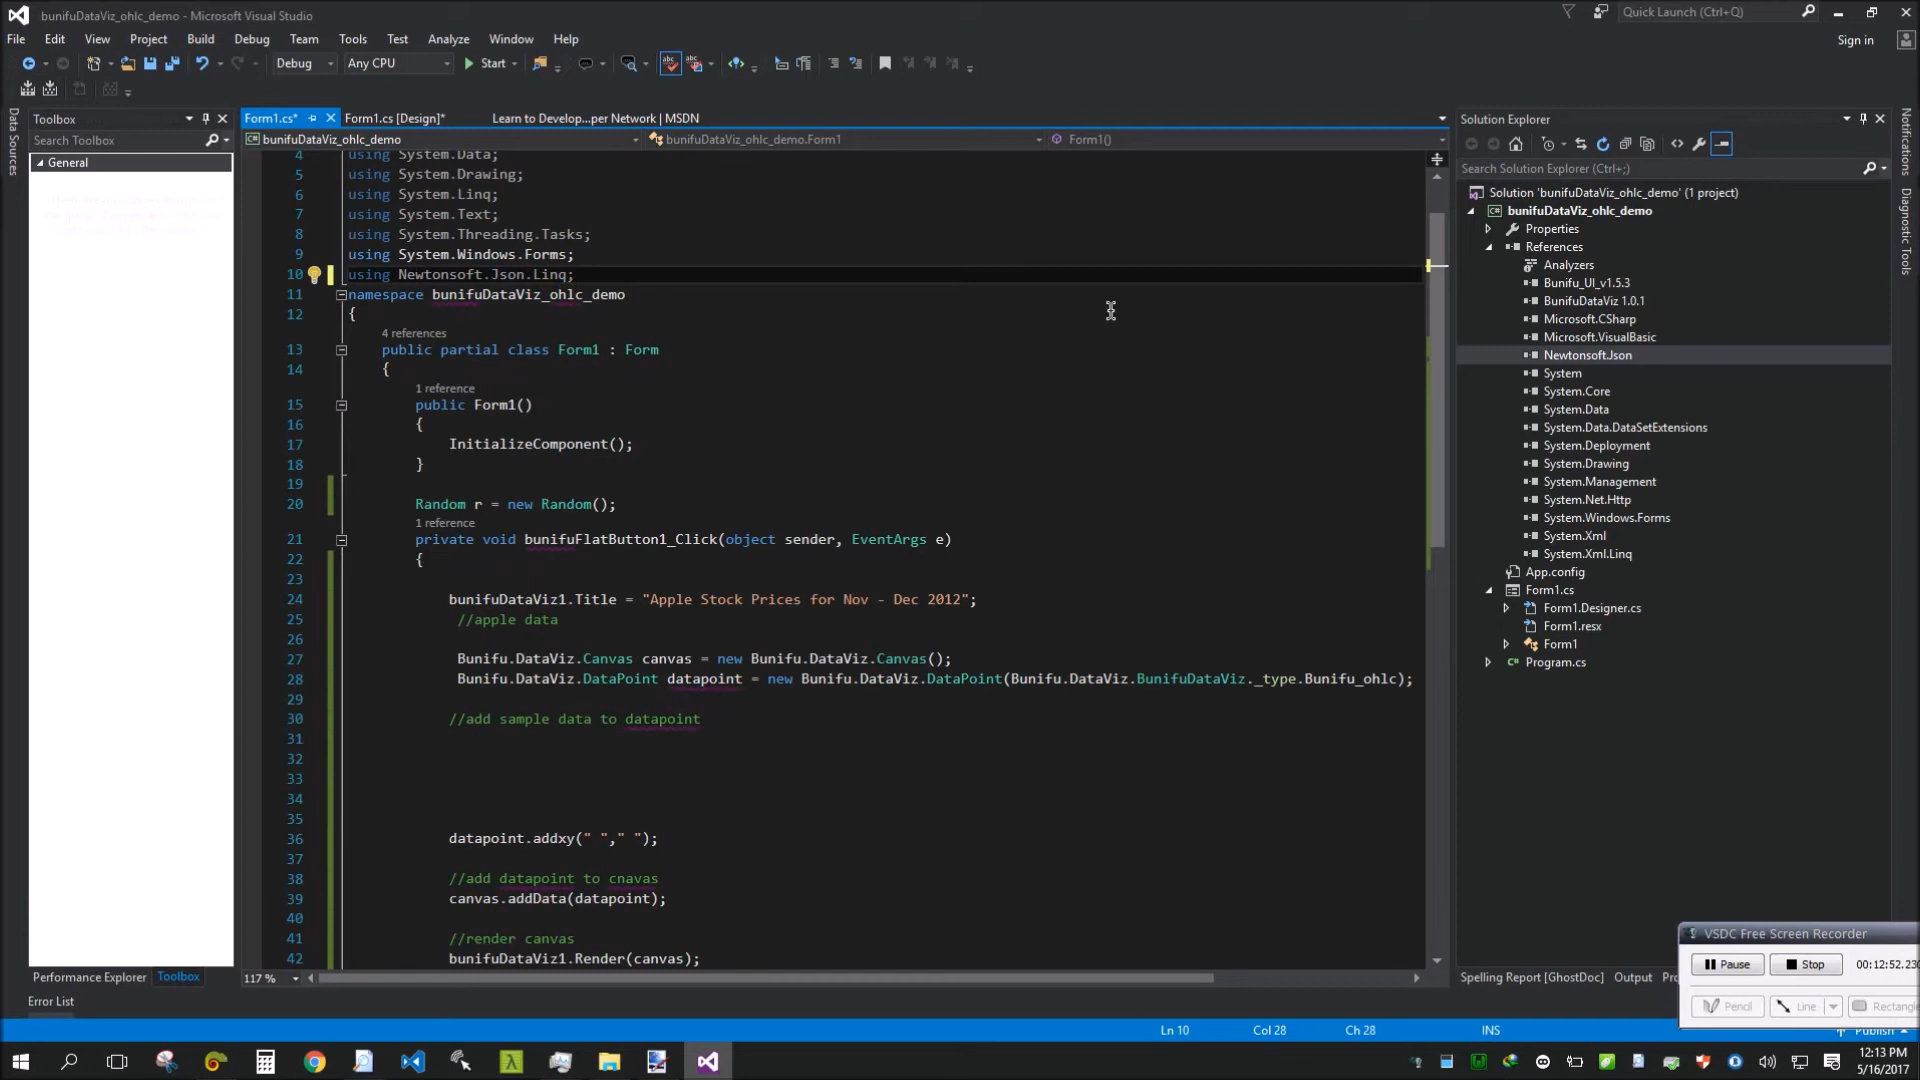 bunifuDataViz_ohlc_demo - Microsoft Visual Studio
Quick Launch (Ctrl+Q)
File Edit View Project Build Debug Team Tools Test Analyze Window Help
Sign in
Debug Any CPU Start
Data Sources
Toolbox
Search Toolbox
General
Form1.cs* Form1.cs [Design]* Learn to Develop...per Network | MSDN
bunifuDataViz_ohlc_demo bunifuDataViz_ohlc_demo.Form1 Form1()
4 using System.Data;
5 using System.Drawing;
6 using System.Linq;
7 using System.Text;
8 using System.Threading.Tasks;
9 using System.Windows.Forms;
10 using Newtonsoft.Json.Linq;
11 namespace bunifuDataViz_ohlc_demo
12 {
4 references
13 public partial class Form1 : Form
14 {
1 reference
15 public Form1()
16 {
17 InitializeComponent();
18 }
19
20 Random r = new Random();
1 reference
21 private void bunifuFlatButton1_Click(object sender, EventArgs e)
22 {
23
24 bunifuDataViz1.Title = "Apple Stock Prices for Nov - Dec 2012";
25 //apple data
26
27 Bunifu.DataViz.Canvas canvas = new Bunifu.DataViz.Canvas();
28 Bunifu.DataViz.DataPoint datapoint = new Bunifu.DataViz.DataPoint(Bunifu.DataViz.BunifuDataViz._type.Bunifu_ohlc);
29
30 //add sample data to datapoint
31
32
33
34
35
36 datapoint.addxy(" "," ");
37
38 //add datapoint to cnavas
39 canvas.addData(datapoint);
40
41 //render canvas
42 bunifuDataViz1.Render(canvas);
117 %
Performance Explorer Toolbox
Error List
Solution Explorer
Search Solution Explorer (Ctrl+;)
Solution 'bunifuDataViz_ohlc_demo' (1 project)
bunifuDataViz_ohlc_demo
Properties
References
Analyzers
Bunifu_UI_v1.5.3
BunifuDataViz 1.0.1
Microsoft.CSharp
Microsoft.VisualBasic
Newtonsoft.Json
System
System.Core
System.Data
System.Data.DataSetExtensions
System.Deployment
System.Drawing
System.Management
System.Net.Http
System.Windows.Forms
System.Xml
System.Xml.Linq
App.config
Form1.cs
Form1.Designer.cs
Form1.resx
Form1
Program.cs
Notifications
Diagnostic Tools
VSDC Free Screen Recorder
Pause Stop 00:12:52.230
Pencil Line Rectangle
Spelling Report [GhostDoc] Output
Ln 10 Col 28 Ch 28 INS
Publish
12:13 PM
5/16/2017